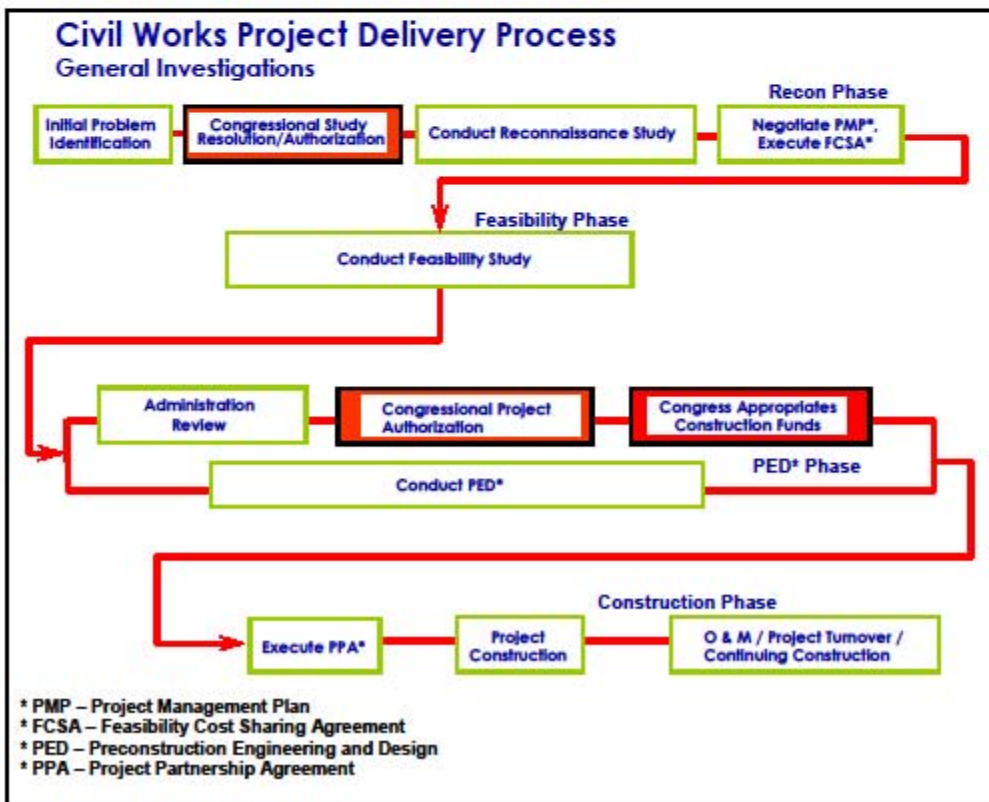 Civil Works Project Delivery Process
General Investigations
Recon Phase
Initial Problem
Identification
Congressional Study
Resolution/Authorization
Conduct Reconnaissance Study
Negotiate PMP*,
Execute FCSA*
Feasibility Phase
Conduct Feasibility Study
Administration
Review
Congressional Project
Authorization
Congress Appropriates
Construction Funds
PED* Phase
Conduct PED*
Construction Phase
Execute PPA*
Project
Construction
O & M / Project Turnover /
Continuing Construction
* PMP – Project Management Plan
* FCSA – Feasibility Cost Sharing Agreement
* PED – Preconstruction Engineering and Design
* PPA – Project Partnership Agreement